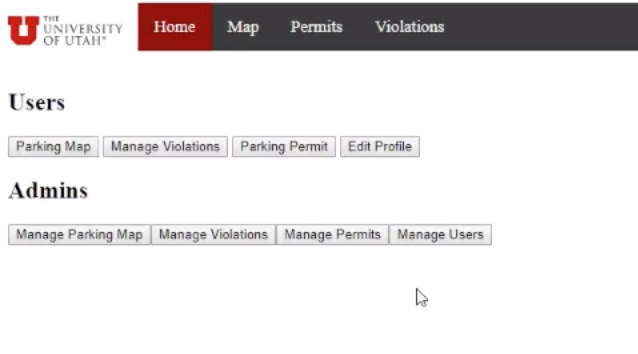 THE
UNIVERSITY
OF UTAH®
Home Map Permits Violations
Users
Parking Map Manage Violations Parking Permit Edit Profile
Admins
Manage Parking Map Manage Violations Manage Permits Manage Users